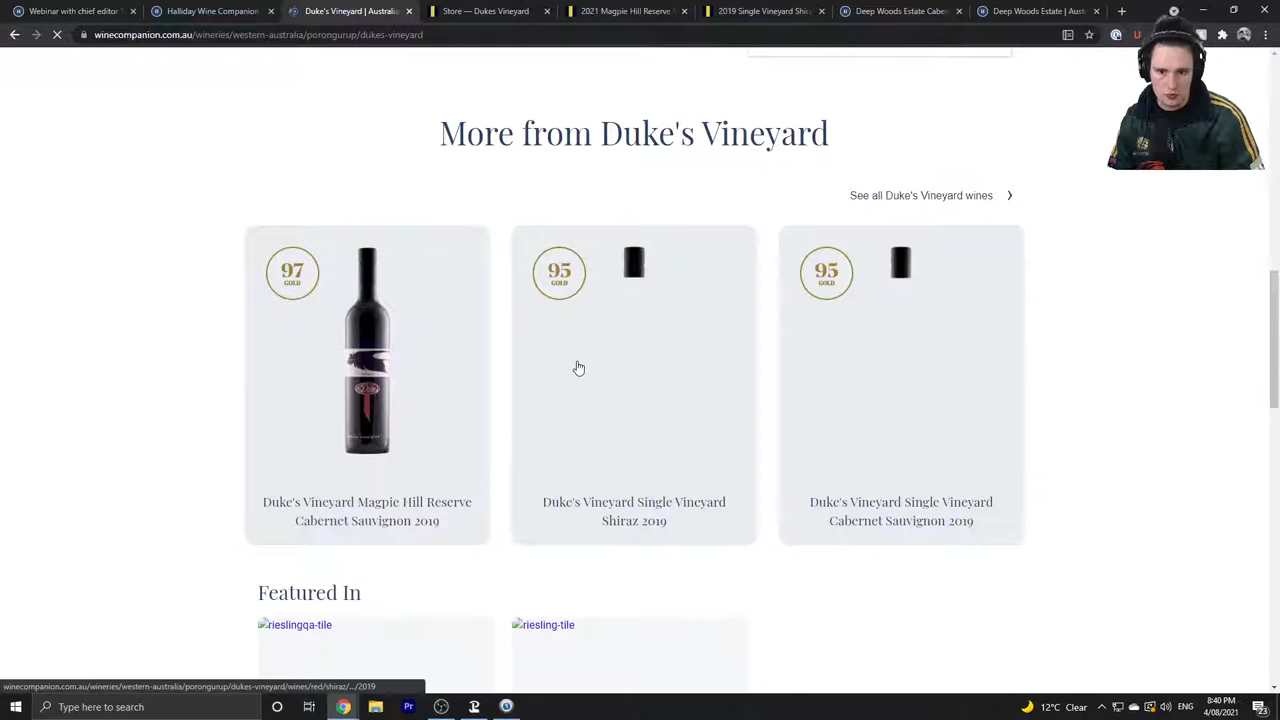 Webinar with chief editor
Halliday Wine Companion
Duke's Vineyard | Australia
Store — Duke's Vineyard
2021 Magpie Hill Reserve
2019 Single Vineyard Shir
Deep Woods Estate Caber
Deep Woods Estate | Aust
winecompanion.com.au/wineries/western-australia/porongurup/dukes-vineyard
More from Duke's Vineyard
See all Duke's Vineyard wines
97
GOLD
95
GOLD
95
GOLD
Duke's Vineyard Magpie Hill Reserve
Cabernet Sauvignon 2019
Duke's Vineyard Single Vineyard
Shiraz 2019
Duke's Vineyard Single Vineyard
Cabernet Sauvignon 2019
Featured In
rieslingqa-tile
riesling-tile
winecompanion.com.au/wineries/western-australia/porongurup/dukes-vineyard/wines/red/shiraz/.../2019
Type here to search
Pr
12°C Clear
ENG
8:40 PM
4/08/2021
23